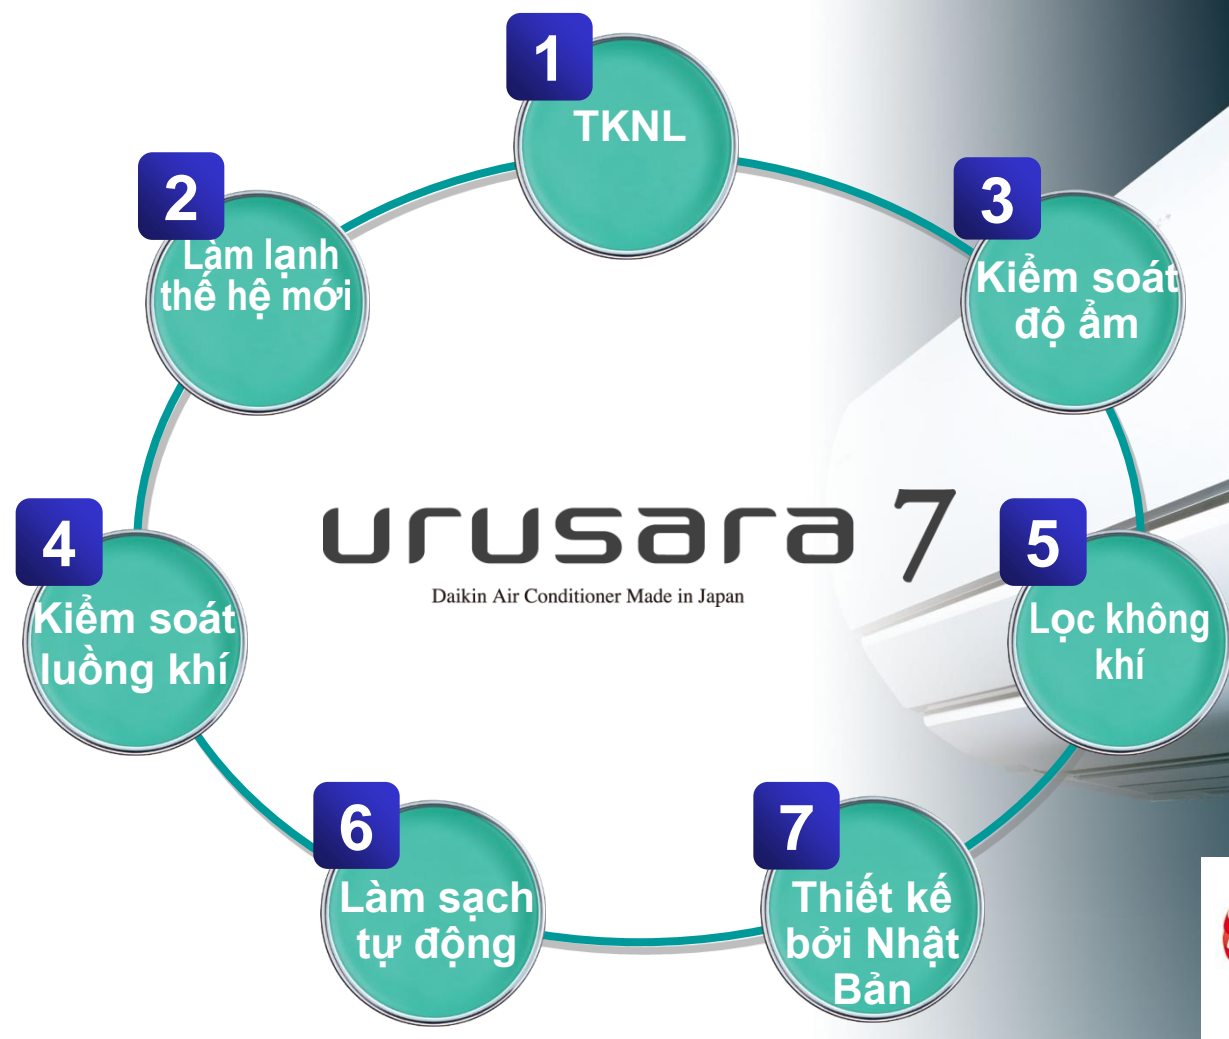 1
TKNL
2
Làm lạnh
thế hệ mới
3
Kiểm soát
độ ẩm
urusara 7
Daikin Air Conditioner Made in Japan
4
Kiểm soát
luồng khí
5
Lọc không
khí
6
Làm sạch
tự động
7
Thiết kế
bởi Nhật
Bản